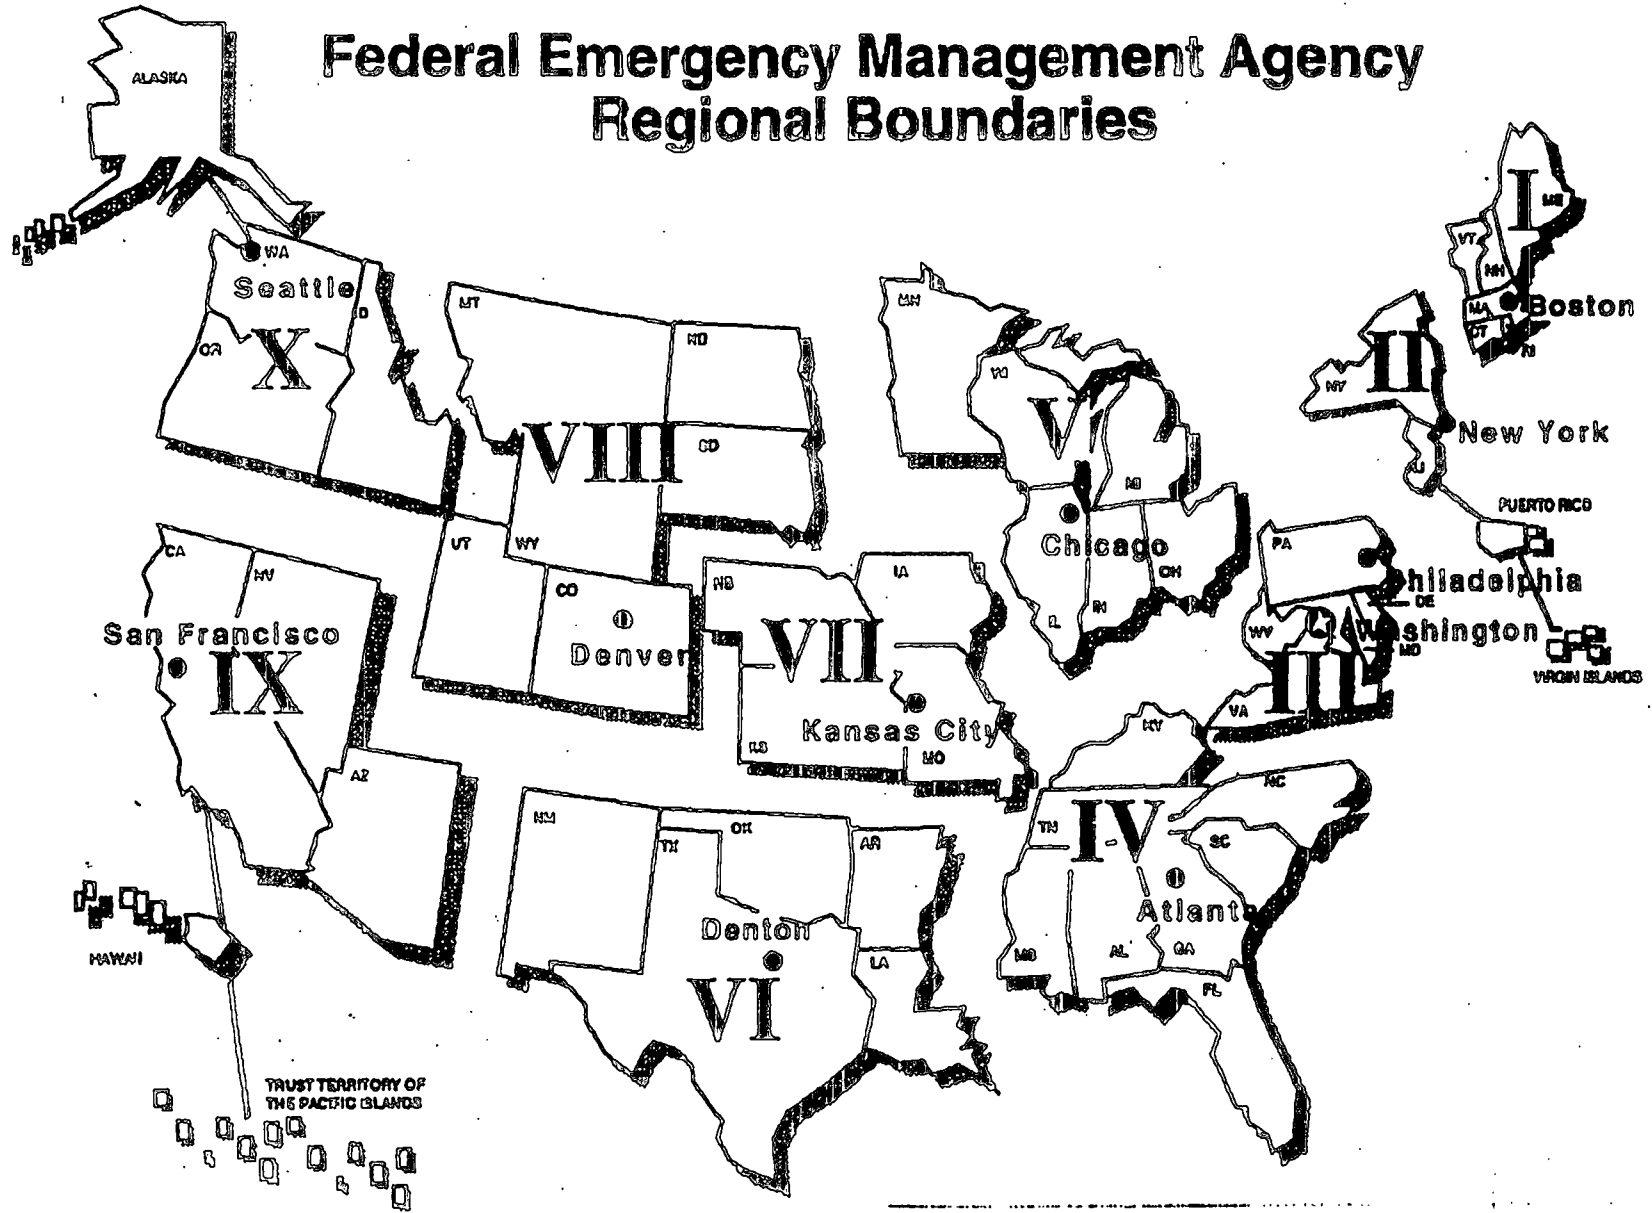 Federal Emergency Management Agency
Regional Boundaries
ALASKA
I
ME
VT
NH
MA
Boston
CT
RI
WA
Seattle
ID
X
OR
MT
ND
MN
WI
V
MI
II
NY
New York
NJ
PUERTO RICO
VIII
SD
UT
WY
CO
Denver
CA
NV
San Francisco
IX
AZ
NB
IA
VII
Kansas City
KS
MO
Chicago
IL
IN
OH
PA
Philadelphia
DE
Washington
WV
MD
III
VA
VIRGIN ISLANDS
KY
NC
TN
IV
SC
Atlanta
MS
AL
GA
FL
NM
OK
TX
AR
Denton
LA
VI
HAWAII
TRUST TERRITORY OF
THE PACIFIC ISLANDS